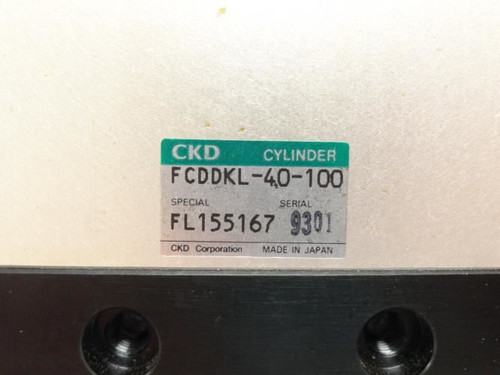 CKD CYLINDER
FCDDKL-40-100
SPECIAL SERIAL
FL155167 9301
CKD Corporation MADE IN JAPAN